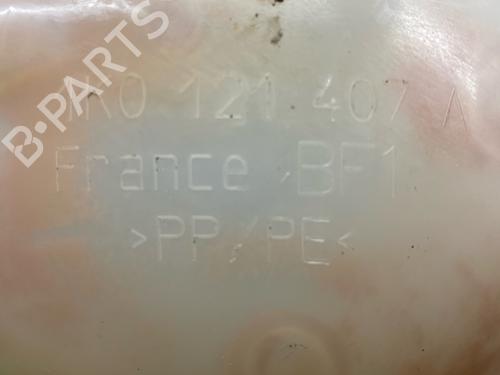 B-PARTS
1K0 121 407 A
France BF1
>PP/PE<